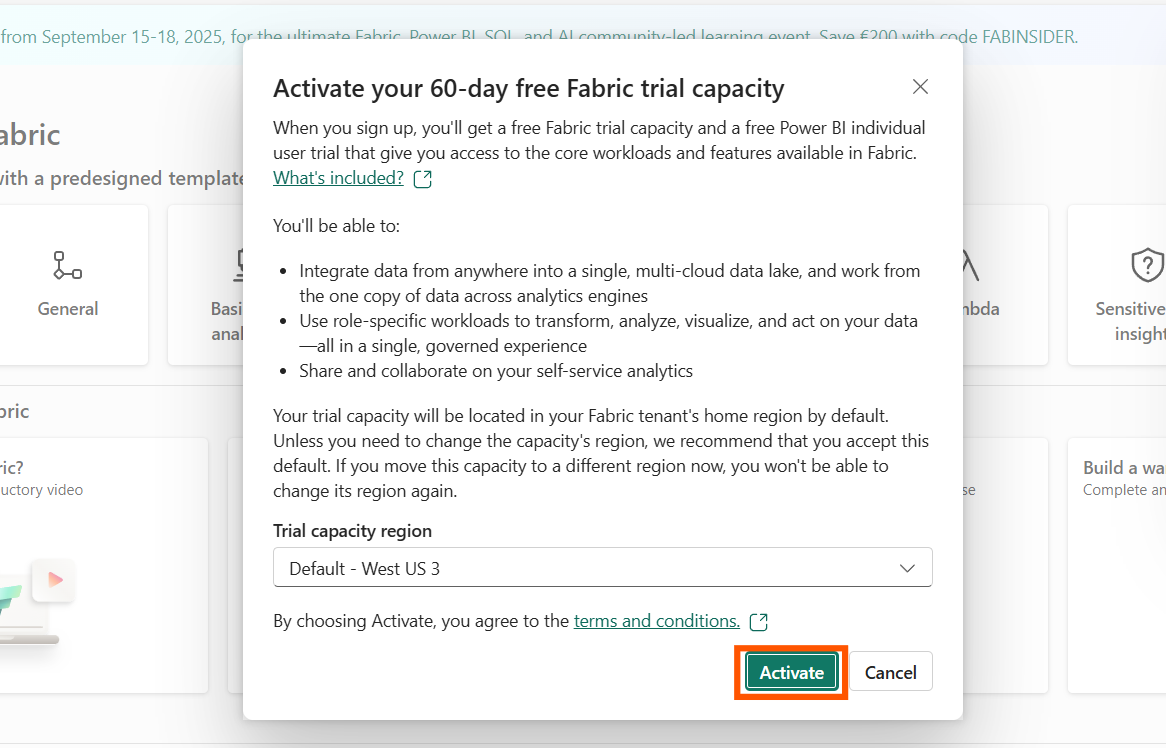 from September 15-18, 2025, for the ultimate Fabric, Power BI, SQL, and AI community-led learning event. Save €200 with code FABINSIDER.
Activate your 60-day free Fabric trial capacity
When you sign up, you'll get a free Fabric trial capacity and a free Power BI individual
user trial that give you access to the core workloads and features available in Fabric.
What's included?
You'll be able to:
• Integrate data from anywhere into a single, multi-cloud data lake, and work from
the one copy of data across analytics engines
• Use role-specific workloads to transform, analyze, visualize, and act on your data
—all in a single, governed experience
• Share and collaborate on your self-service analytics
Your trial capacity will be located in your Fabric tenant's home region by default.
Unless you need to change the capacity's region, we recommend that you accept this
default. If you move this capacity to a different region now, you won't be able to
change its region again.
Trial capacity region
Default - West US 3
By choosing Activate, you agree to the terms and conditions.
Activate
Cancel
abric
with a predesigned template
General
Basi
anal
nbda
Sensitive
insight
bric
ric?
uctory video
se
Build a wa
Complete an